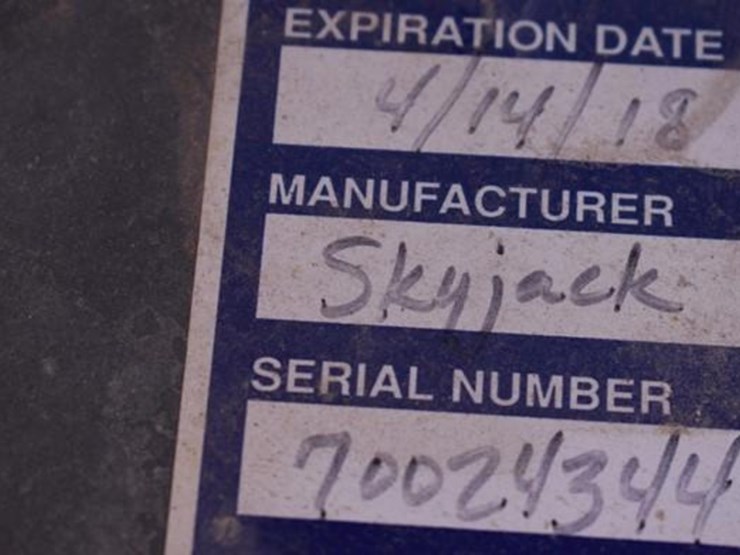 EXPIRATION DATE
4/14/18
MANUFACTURER
Skyjack
SERIAL NUMBER
70024344